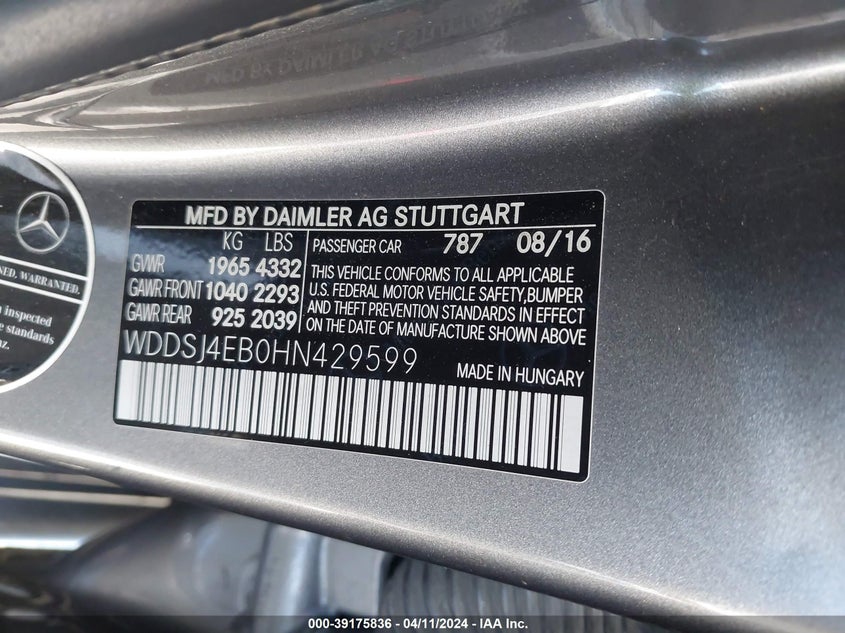 MFD BY DAIMLER AG STUTTGART
KG LBS
GVWR 1965 4332
GAWR FRONT 1040 2293
GAWR REAR 925 2039
PASSENGER CAR 787 08/16
THIS VEHICLE CONFORMS TO ALL APPLICABLE
U.S. FEDERAL MOTOR VEHICLE SAFETY,BUMPER
AND THEFT PREVENTION STANDARDS IN EFFECT
ON THE DATE OF MANUFACTURE SHOWN ABOVE
WDDSJ4EB0HN429599
MADE IN HUNGARY
WARRANTED.
inspected
standards
000-39175836 - 04/11/2024 - IAA Inc.